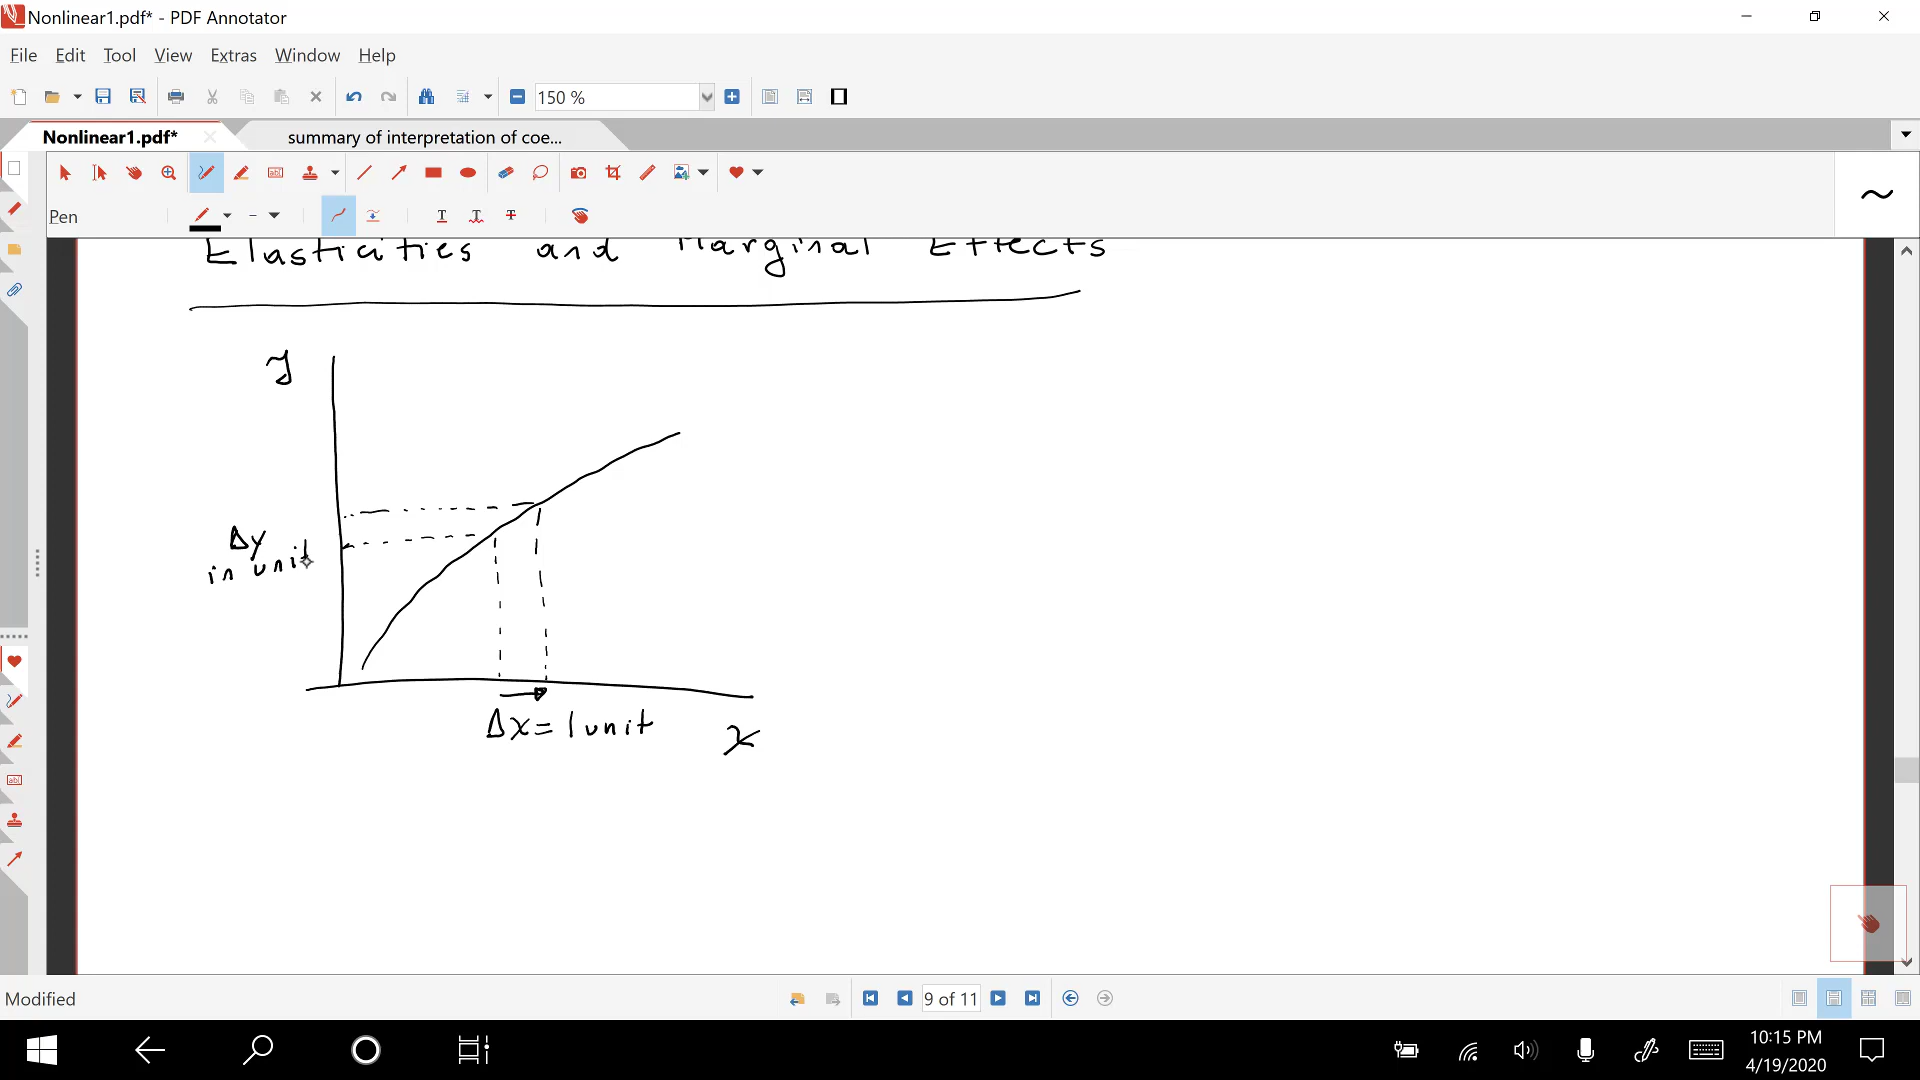 Nonlinear1.pdf* - PDF Annotator
File Edit Tool View Extras Window Help
150 %
Nonlinear1.pdf* summary of interpretation of coe...
Pen
Elasticities and Marginal Effects
y
Δy
in unit
Δx = 1 unit
x
Modified
9 of 11
10:15 PM
4/19/2020